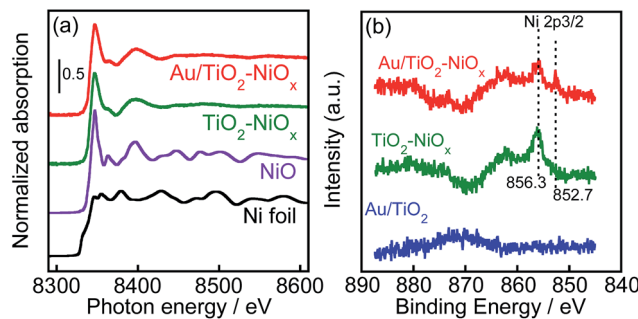 (a)
0.5
Au/TiO₂-NiOₓ
TiO₂-NiOₓ
NiO
Ni foil
Normalized absorption
8300 8400 8500 8600
Photon energy / eV
(b)
Ni 2p3/2
Au/TiO₂-NiOₓ
TiO₂-NiOₓ
856.3
852.7
Au/TiO₂
Intensity (a.u.)
880 870 860 850 840
Binding Energy / eV